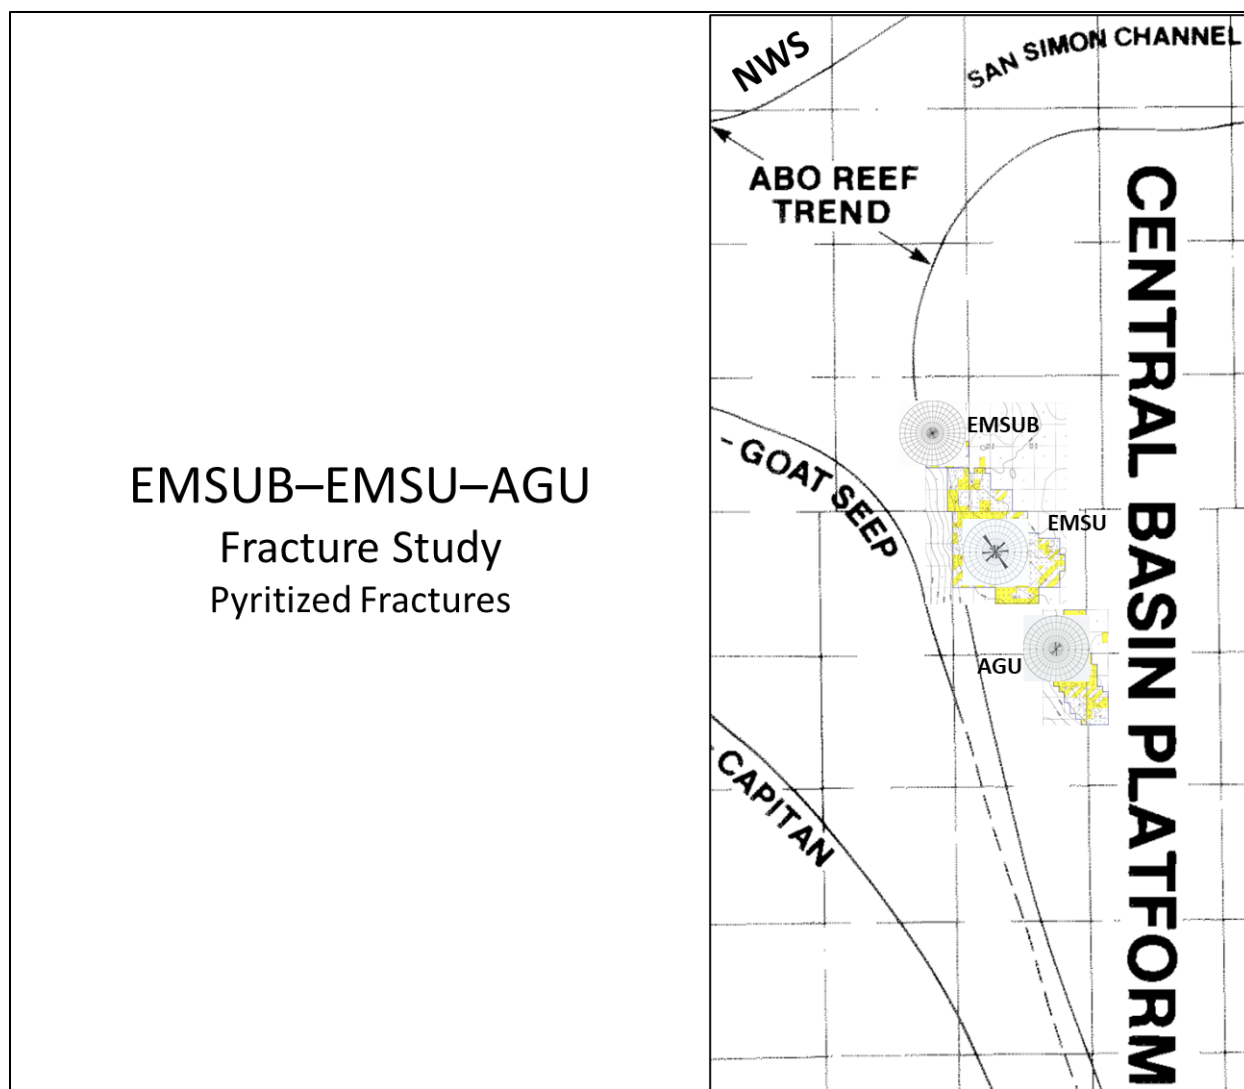 EMSUB–EMSU–AGU
Fracture Study
Pyritized Fractures
NWS
SAN SIMON CHANNEL
ABO REEF
TREND
CENTRAL BASIN PLATFORM
EMSUB
- GOAT SEEP
EMSU
AGU
- CAPITAN